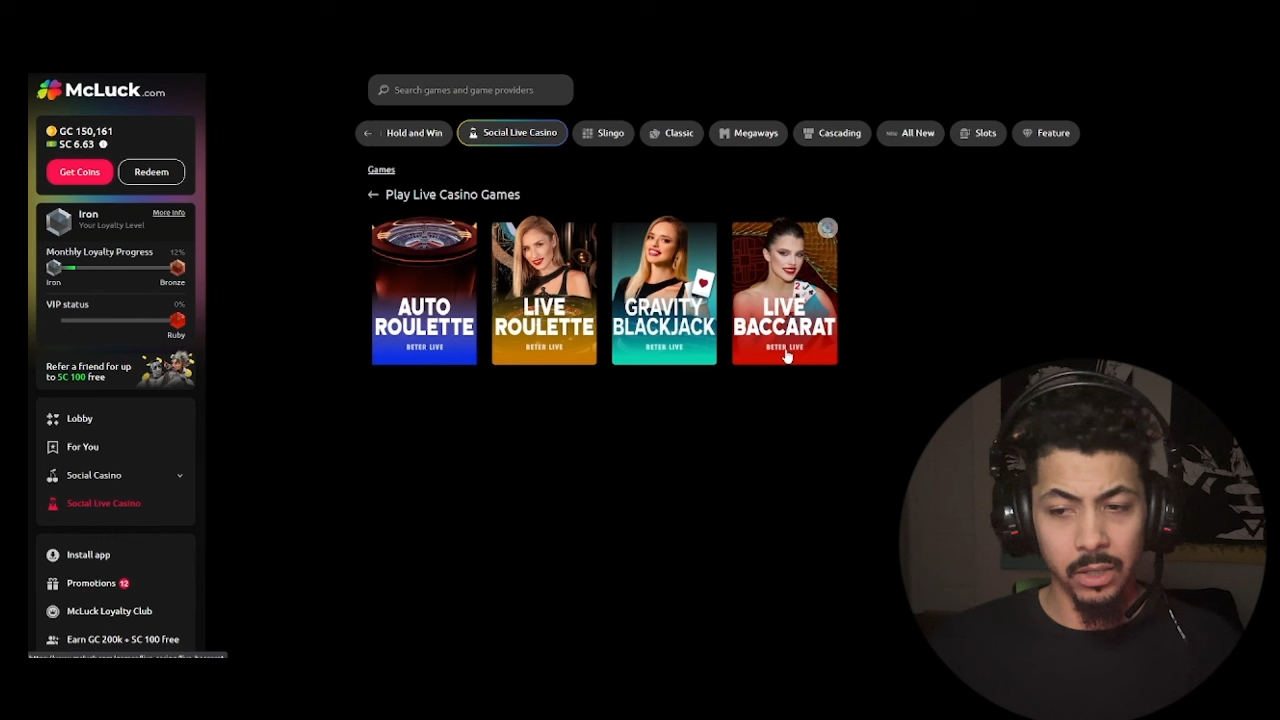 McLuck.com
GC 150,161
SC 6.63
Get Coins
Redeem
Iron
More Info
Your Loyalty Level
Monthly Loyalty Progress
12%
Iron
Bronze
VIP status
0%
Ruby
Refer a friend for up
to SC 100 free
Lobby
For You
Social Casino
Social Live Casino
Install app
Promotions 12
McLuck Loyalty Club
Earn GC 200k + SC 100 free
Search games and game providers
Hold and Win
Social Live Casino
Slingo
Classic
Megaways
Cascading
All New
Slots
Feature
Games
Play Live Casino Games
AUTO
ROULETTE
BETER LIVE
LIVE
ROULETTE
BETER LIVE
GRAVITY
BLACKJACK
BETER LIVE
LIVE
BACCARAT
BETER LIVE